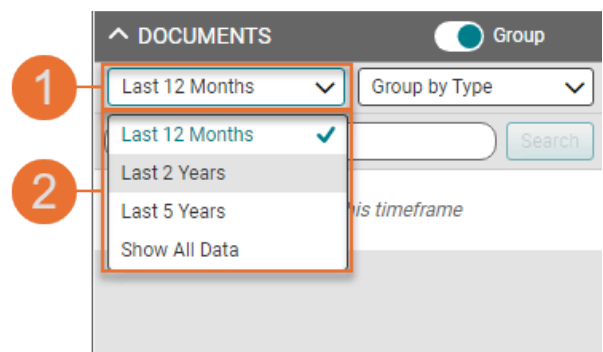 DOCUMENTS Group
1
Last 12 Months Group by Type
Last 12 Months Search
2
Last 2 Years
Last 5 Years his timeframe
Show All Data